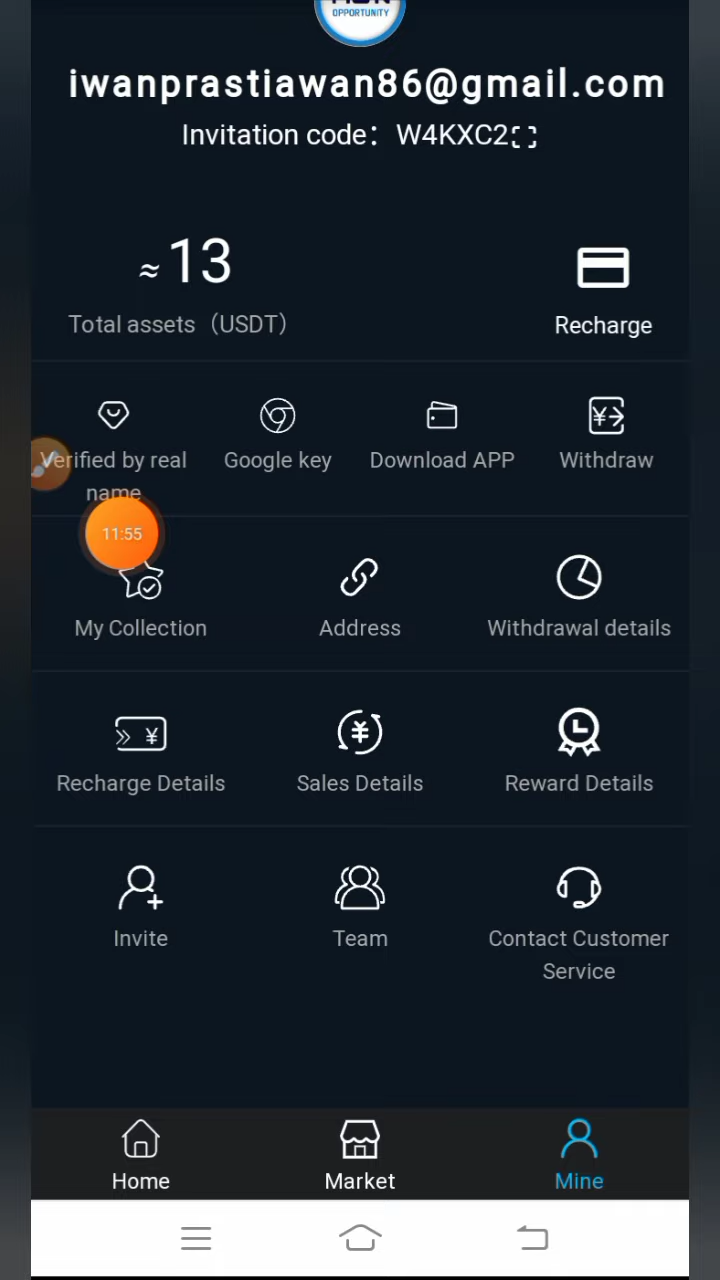 OPPORTUNITY
iwanprastiawan86@gmail.com
Invitation code： W4KXC2
≈13
Total assets（USDT）
Recharge
Verified by real name
Google key
Download APP
Withdraw
11:55
My Collection
Address
Withdrawal details
Recharge Details
Sales Details
Reward Details
Invite
Team
Contact Customer Service
Home
Market
Mine